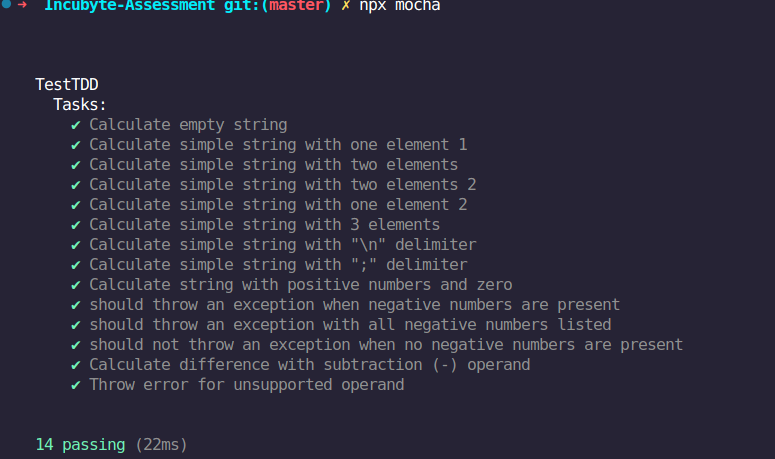 ➜ Incubyte-Assessment git:(master) ✗ npx mocha
TestTDD
Tasks:
✔ Calculate empty string
✔ Calculate simple string with one element 1
✔ Calculate simple string with two elements
✔ Calculate simple string with two elements 2
✔ Calculate simple string with one element 2
✔ Calculate simple string with 3 elements
✔ Calculate simple string with "\n" delimiter
✔ Calculate simple string with ";" delimiter
✔ Calculate string with positive numbers and zero
✔ should throw an exception when negative numbers are present
✔ should throw an exception with all negative numbers listed
✔ should not throw an exception when no negative numbers are present
✔ Calculate difference with subtraction (-) operand
✔ Throw error for unsupported operand
14 passing (22ms)